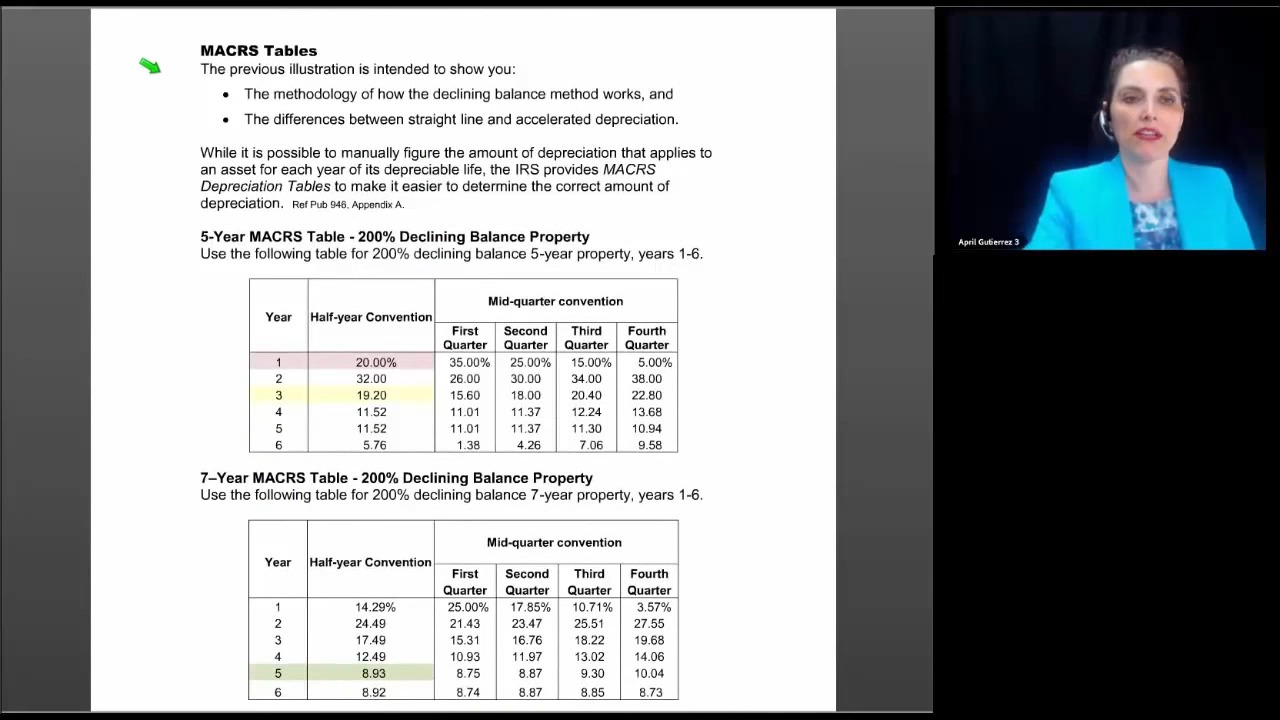 MACRS Tables
The previous illustration is intended to show you:
• The methodology of how the declining balance method works, and
• The differences between straight line and accelerated depreciation.
While it is possible to manually figure the amount of depreciation that applies to
an asset for each year of its depreciable life, the IRS provides MACRS
Depreciation Tables to make it easier to determine the correct amount of
depreciation. Ref Pub 946, Appendix A.
5-Year MACRS Table - 200% Declining Balance Property
Use the following table for 200% declining balance 5-year property, years 1-6.
Year Half-year Convention Mid-quarter convention
First Quarter Second Quarter Third Quarter Fourth Quarter
1 20.00% 35.00% 25.00% 15.00% 5.00%
2 32.00 26.00 30.00 34.00 38.00
3 19.20 15.60 18.00 20.40 22.80
4 11.52 11.01 11.37 12.24 13.68
5 11.52 11.01 11.37 11.30 10.94
6 5.76 1.38 4.26 7.06 9.58
7–Year MACRS Table - 200% Declining Balance Property
Use the following table for 200% declining balance 7-year property, years 1-6.
Year Half-year Convention Mid-quarter convention
First Quarter Second Quarter Third Quarter Fourth Quarter
1 14.29% 25.00% 17.85% 10.71% 3.57%
2 24.49 21.43 23.47 25.51 27.55
3 17.49 15.31 16.76 18.22 19.68
4 12.49 10.93 11.97 13.02 14.06
5 8.93 8.75 8.87 9.30 10.04
6 8.92 8.74 8.87 8.85 8.73
April Gutierrez 3